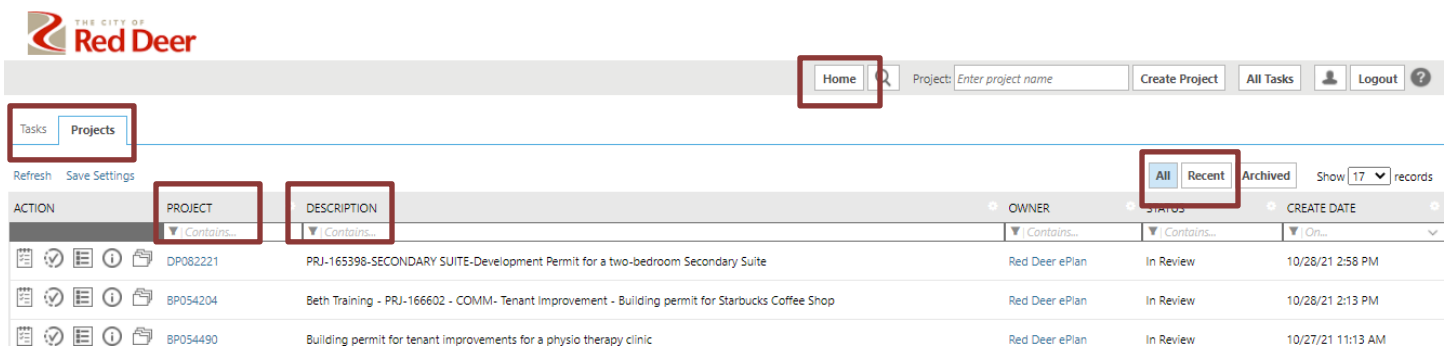 THE CITY OF
Red Deer
Home Project: Enter project name Create Project All Tasks Logout ?
Tasks Projects
Refresh Save Settings All Recent Archived Show 17 records
ACTION PROJECT DESCRIPTION OWNER STATUS CREATE DATE
Contains... Contains... Contains... Contains... On...
DP082221 PRJ-165398-SECONDARY SUITE-Development Permit for a two-bedroom Secondary Suite Red Deer ePlan In Review 10/28/21 2:58 PM
BP054204 Beth Training - PRJ-166602 - COMM- Tenant Improvement - Building permit for Starbucks Coffee Shop Red Deer ePlan In Review 10/28/21 2:13 PM
BP054490 Building permit for tenant improvements for a physio therapy clinic Red Deer ePlan In Review 10/27/21 11:13 AM